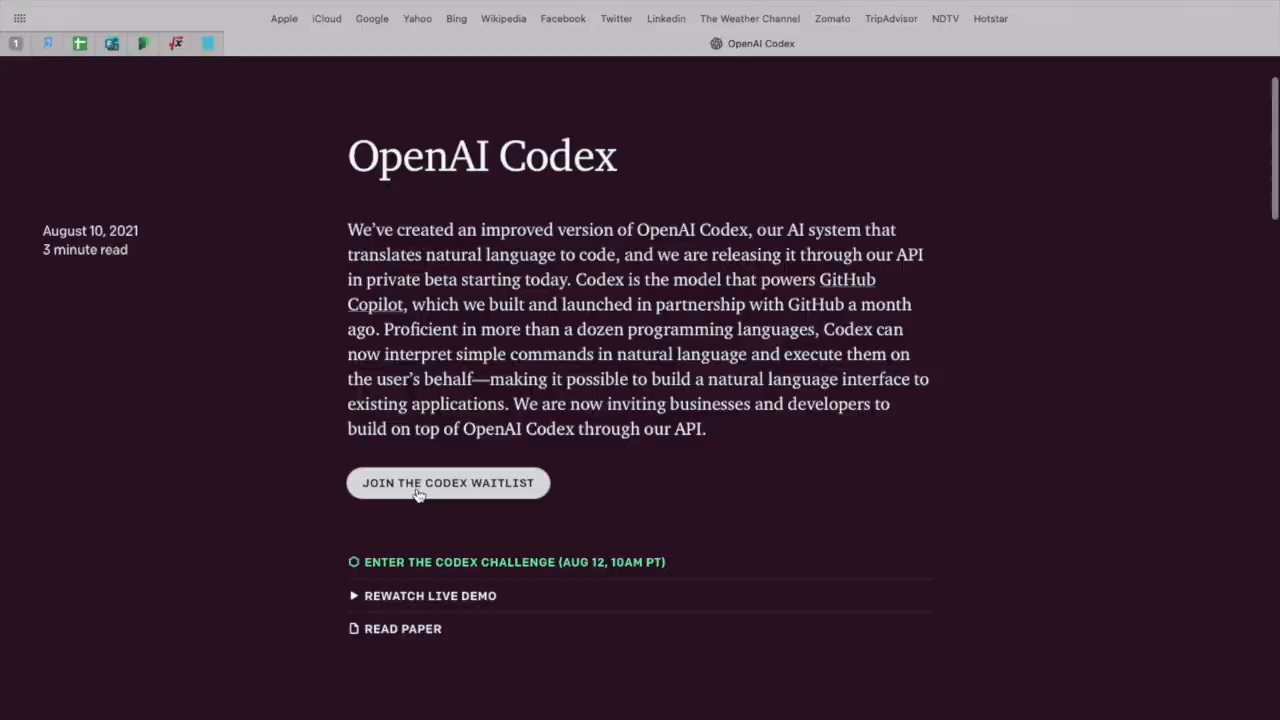 Apple iCloud Google Yahoo Bing Wikipedia Facebook Twitter Linkedin The Weather Channel Zomato TripAdvisor NDTV Hotstar
1 OpenAI Codex
OpenAI Codex
August 10, 2021
3 minute read
We’ve created an improved version of OpenAI Codex, our AI system that
translates natural language to code, and we are releasing it through our API
in private beta starting today. Codex is the model that powers GitHub
Copilot, which we built and launched in partnership with GitHub a month
ago. Proficient in more than a dozen programming languages, Codex can
now interpret simple commands in natural language and execute them on
the user’s behalf—making it possible to build a natural language interface to
existing applications. We are now inviting businesses and developers to
build on top of OpenAI Codex through our API.
JOIN THE CODEX WAITLIST
ENTER THE CODEX CHALLENGE (AUG 12, 10AM PT)
REWATCH LIVE DEMO
READ PAPER